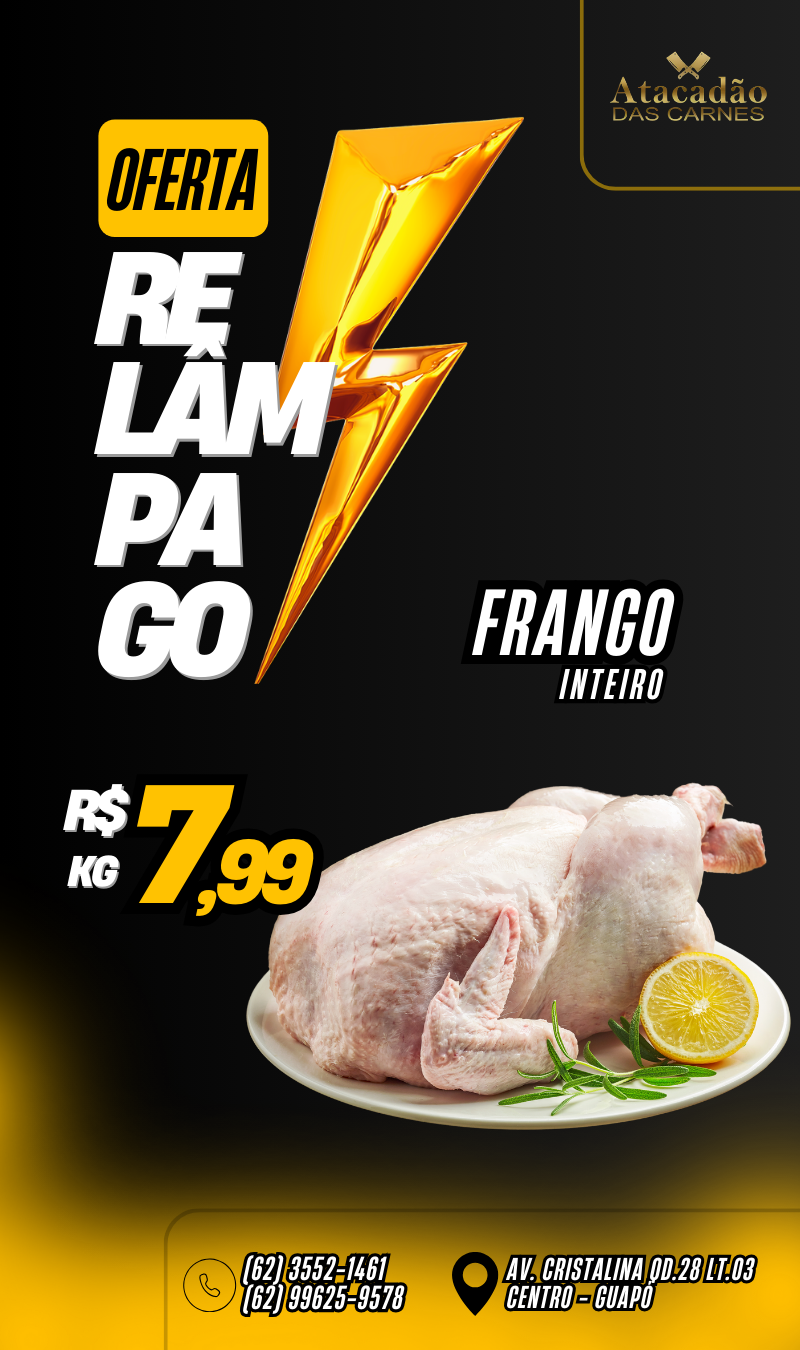 Atacadão
DAS CARNES
OFERTA
RE
LÂM
PA
GO
FRANGO
INTEIRO
R$ 7,99
KG
(62) 3552-1461
(62) 99625-9578
AV. CRISTALINA QD.28 LT.03
CENTRO - GUAPÓ